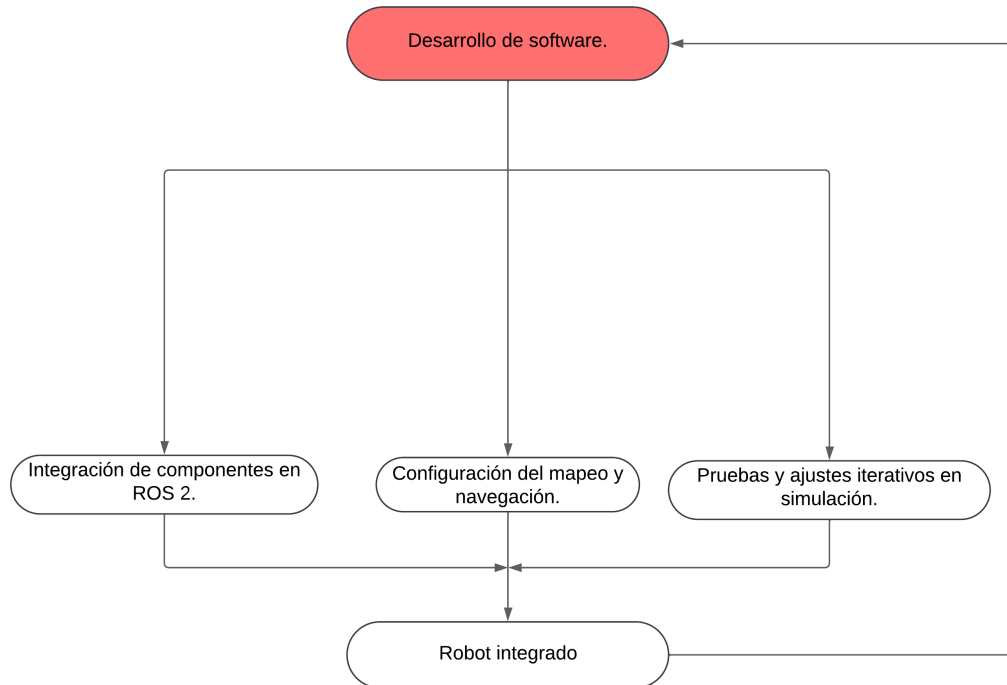 Desarrollo de software.
Integración de componentes en
ROS 2.
Configuración del mapeo y
navegación.
Pruebas y ajustes iterativos en
simulación.
Robot integrado